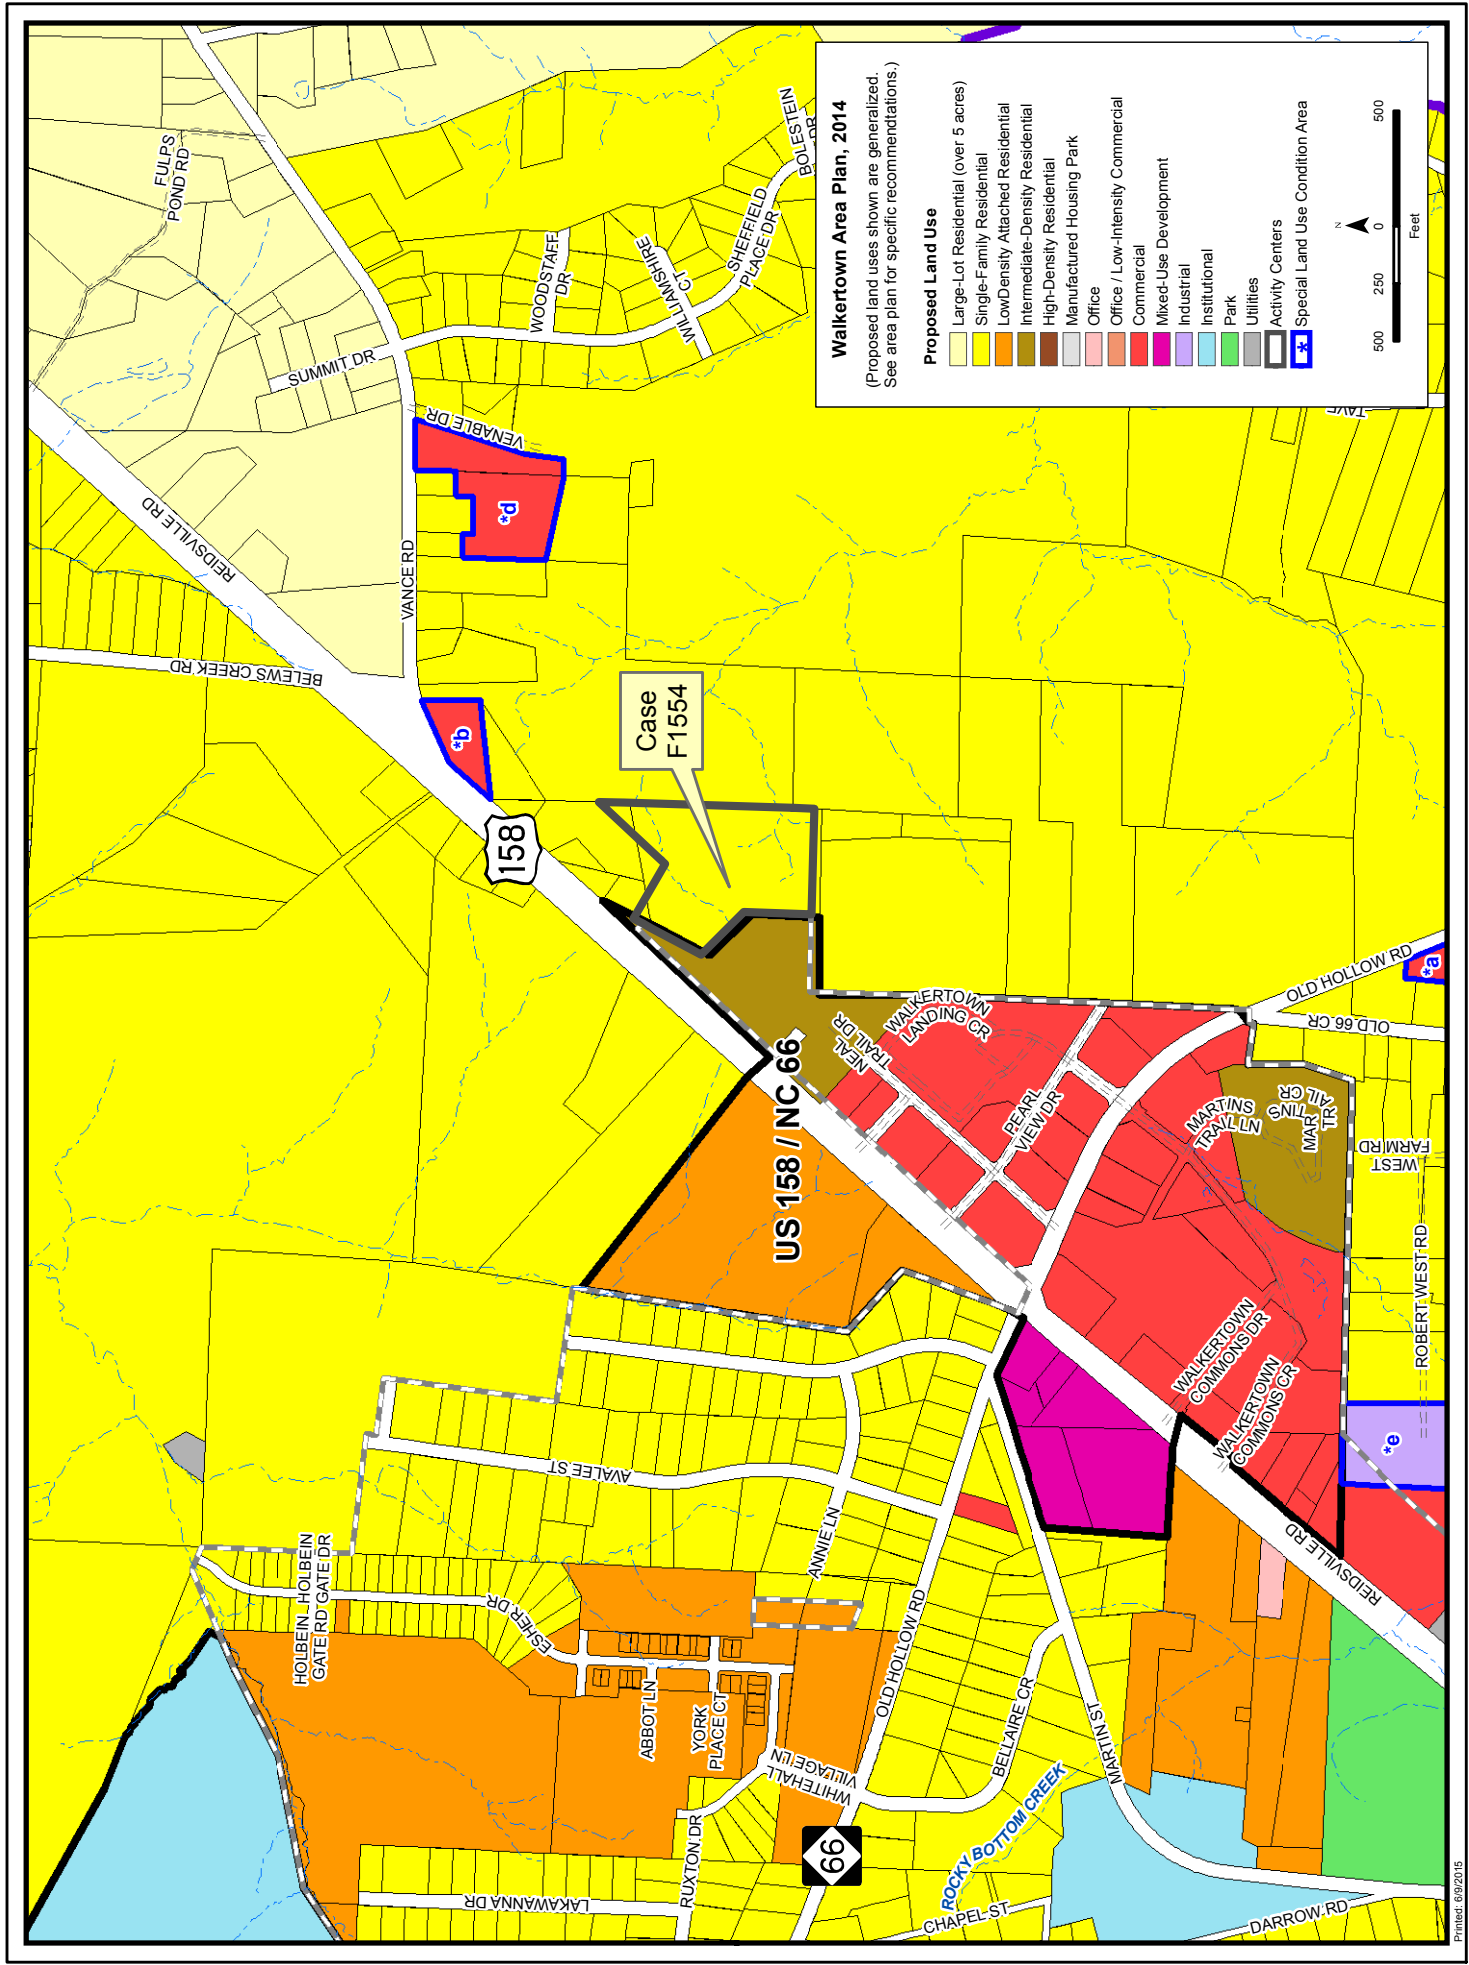 Walkertown Area Plan, 2014
(Proposed land uses shown are generalized.
See area plan for specific recommendtations.)
Proposed Land Use
Large-Lot Residential (over 5 acres)
Single-Family Residential
LowDensity Attached Residential
Intermediate-Density Residential
High-Density Residential
Manufactured Housing Park
Office
Office / Low-Intensity Commercial
Commercial
Mixed-Use Development
Industrial
Institutional
Park
Utilities
Activity Centers
* Special Land Use Condition Area
N
500 250 0 500
Feet
FULPS
POND RD
SUMMIT DR
WOODSTAFF
DR
WILLIAMSHIRE
CT
SHEFFIELD
PLACE DR
BOLESTEIN
DR
VENABLE DR
*d
REIDSVILLE RD
VANCE RD
BELEWS CREEK RD
*b
158
Case
F1554
US 158 / NC 66
NEAL
TRAIL DR
WALKERTOWN
LANDING CR
PEARL
VIEW DR
OLD HOLLOW RD
*a
OLD 66 CR
MARTINS
TRAIL LN
MARTINS
TRAIL CR
WEST
FARM RD
ROBERT WEST RD
WALKERTOWN
COMMONS DR
WALKERTOWN
COMMONS CR
*e
REIDSVILLE RD
AVALEE ST
ANNIE LN
HOLBEIN
GATE RD
HOLBEIN
GATE DR
ESHER DR
ABBOT LN
YORK
PLACE CT
WHITEHALL
VILLAGE LN
OLD HOLLOW RD
BELLAIRE CR
MARTIN ST
RUXTON DR
LAKAWANNA DR
66
ROCKY BOTTOM CREEK
CHAPEL ST
DARROW RD
Printed: 6/9/2015